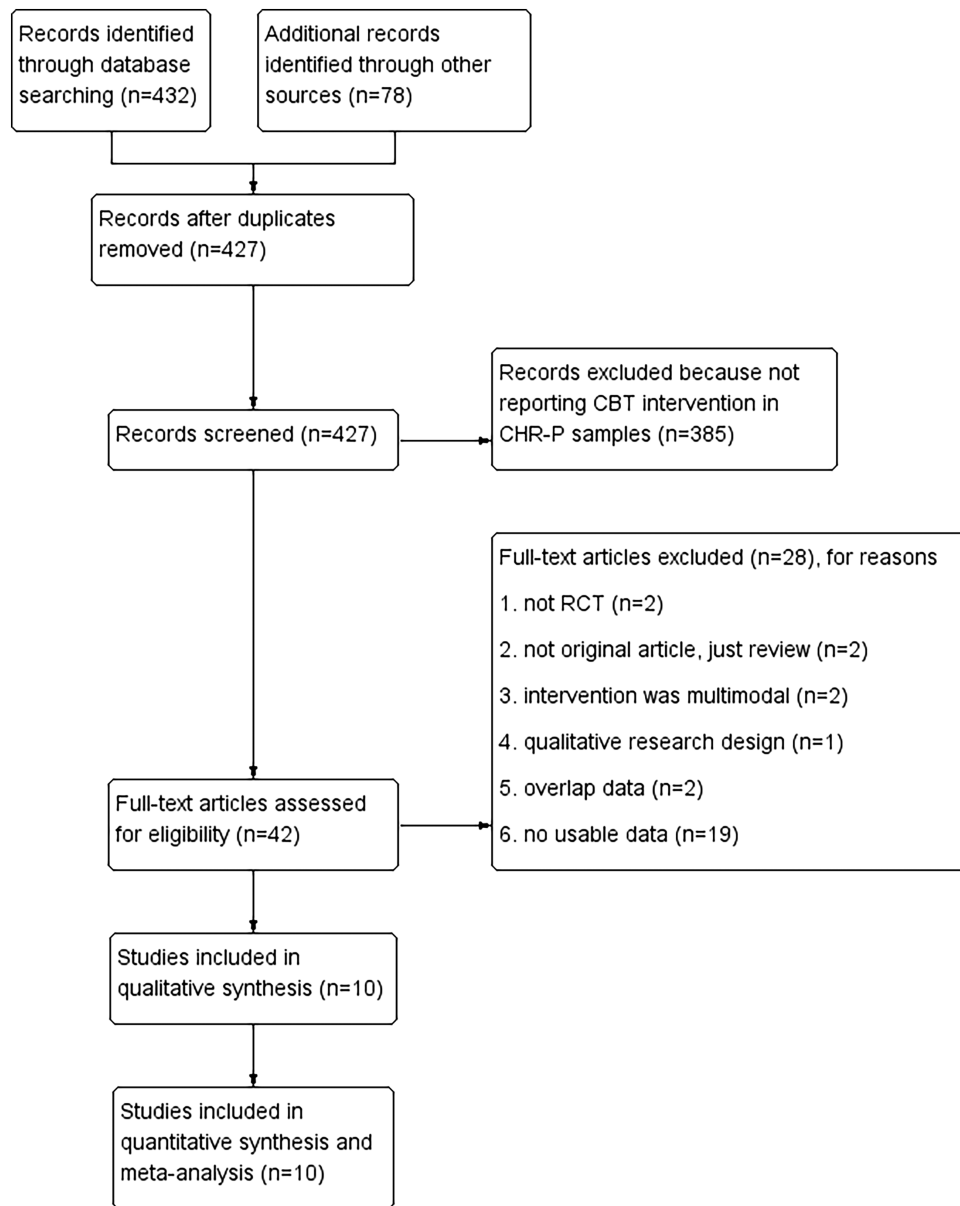 Records identified
through database
searching (n=432)
Additional records
identified through other
sources (n=78)
Records after duplicates
removed (n=427)
Records excluded because not
reporting CBT intervention in
CHR-P samples (n=385)
Records screened (n=427)
Full-text articles excluded (n=28), for reasons
1. not RCT (n=2)
2. not original article, just review (n=2)
3. intervention was multimodal (n=2)
4. qualitative research design (n=1)
5. overlap data (n=2)
6. no usable data (n=19)
Full-text articles assessed
for eligibility (n=42)
Studies included in
qualitative synthesis (n=10)
Studies included in
quantitative synthesis and
meta-analysis (n=10)